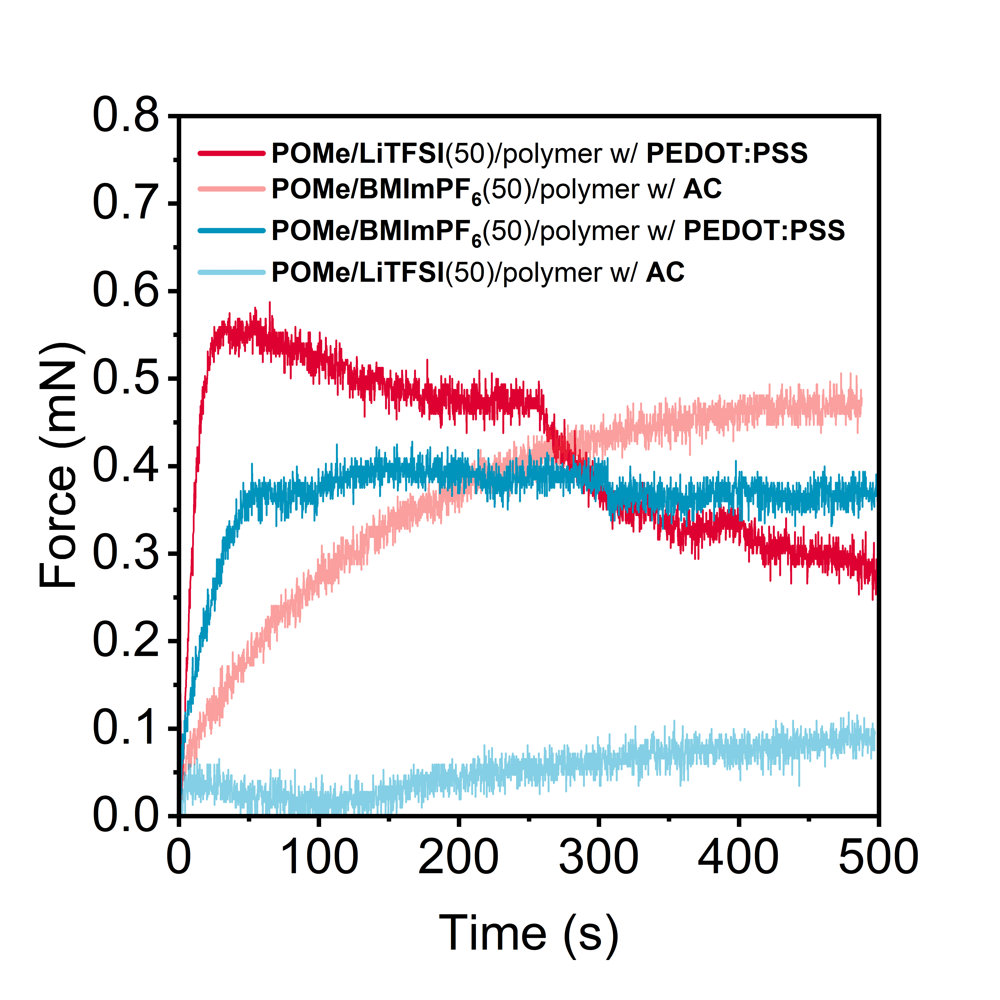 0.8
POMe/LiTFSI(50)/polymer w/ PEDOT:PSS
POMe/BMImPF6(50)/polymer w/ AC
0.7
POMe/BMImPF6(50)/polymer w/ PEDOT:PSS
POMe/LiTFSI(50)/polymer w/ AC
0.6
0.5
0.4
0.3
0.2
0.1
0.0
Force (mN)
0 100 200 300 400 500
Time (s)